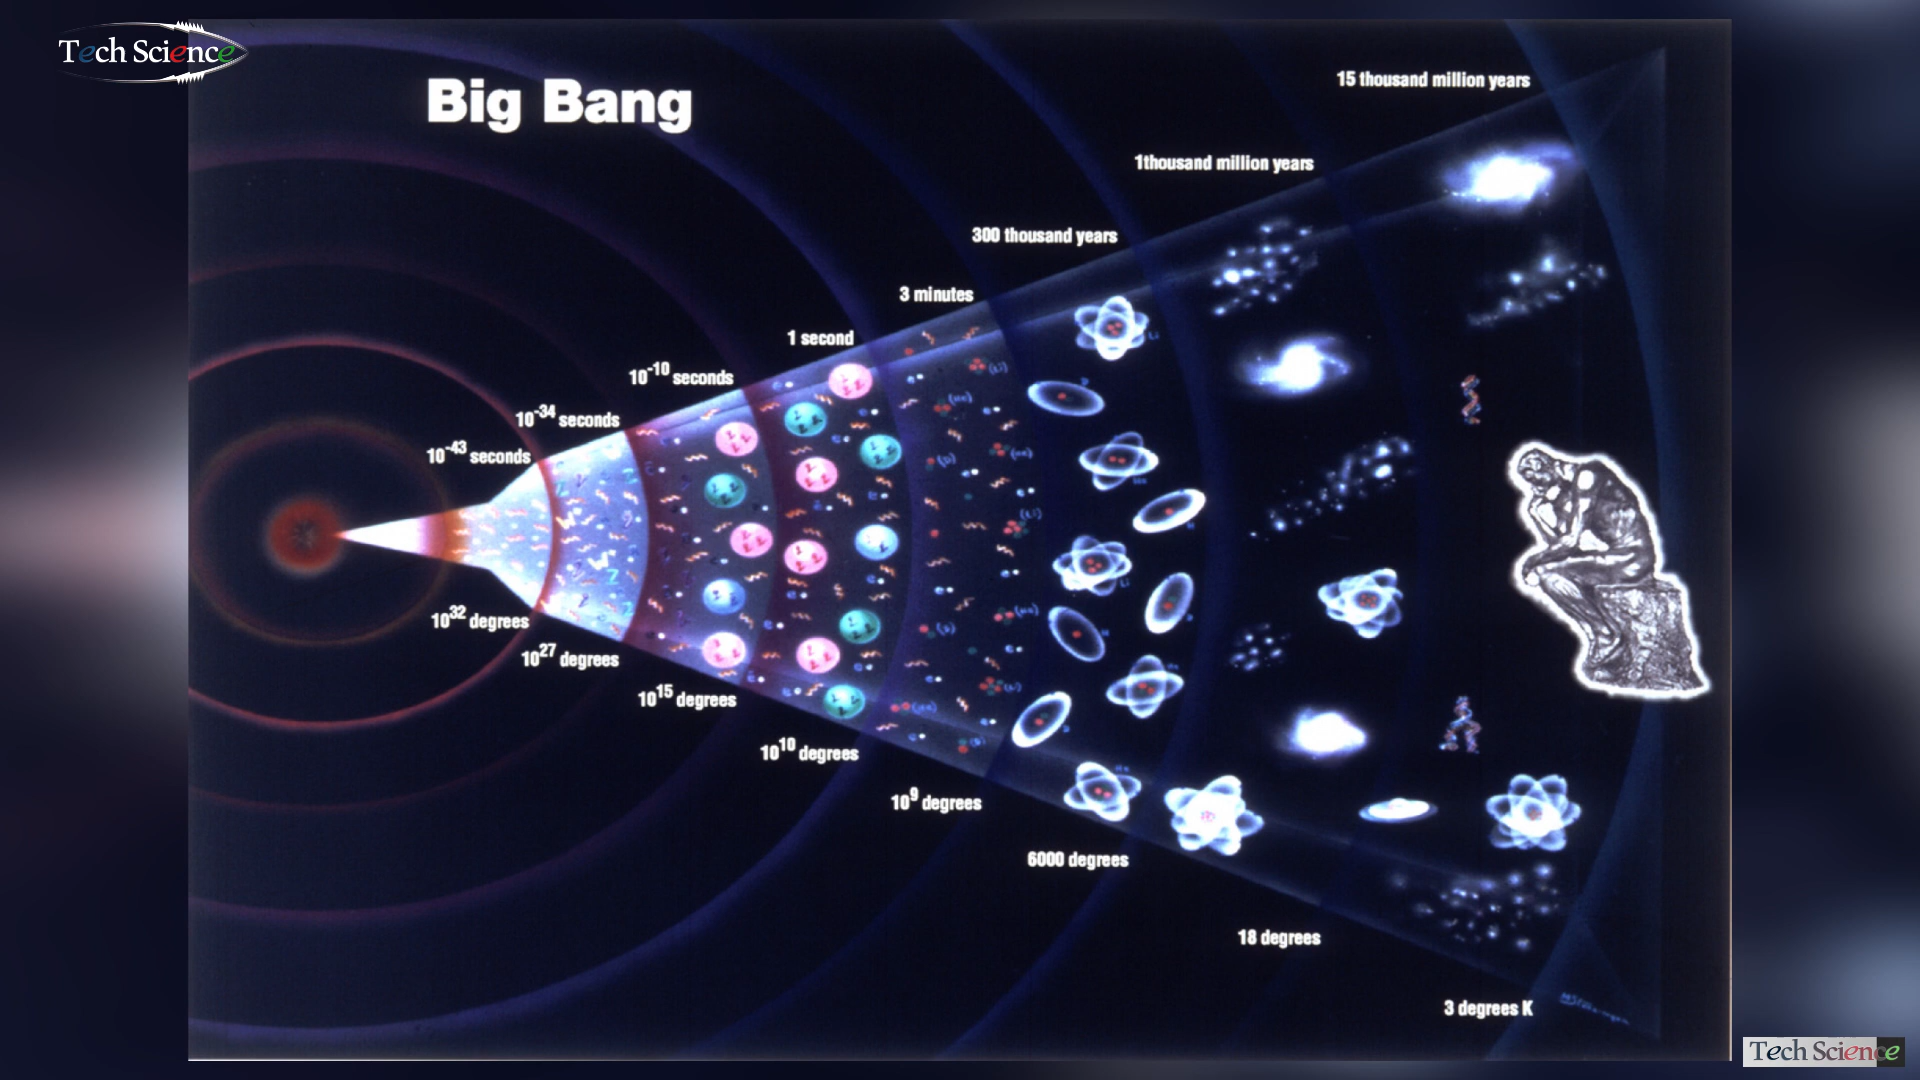 Tech Science
Big Bang
15 thousand million years
1thousand million years
300 thousand years
3 minutes
1 second
10-10 seconds
10-34 seconds
10-43 seconds
1032 degrees
1027 degrees
1015 degrees
1010 degrees
109 degrees
6000 degrees
18 degrees
3 degrees K
Tech Science